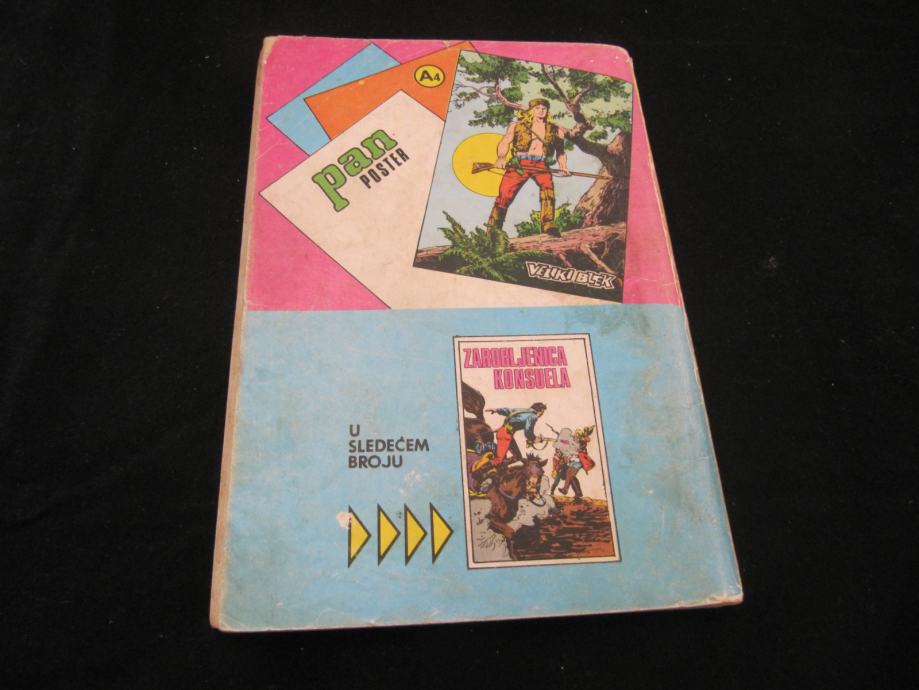 A4
pan
POSTER
VELIKI BLEK
ZAROBLJENICA
KONSUELA
U
SLEDEĆEM
BROJU